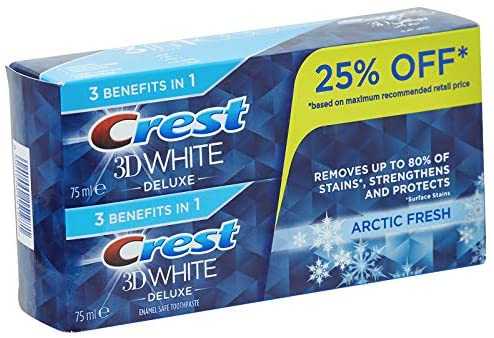 3 BENEFITS IN 1
Crest
3D WHITE
DELUXE
75 ml e
3 BENEFITS IN 1
Crest
3D WHITE
DELUXE
75 ml e
ENAMEL SAFE TOOTHPASTE
25% OFF*
*based on maximum recommended retail price
REMOVES UP TO 80% OF
STAINS*, STRENGTHENS
AND PROTECTS
*Surface Stains
ARCTIC FRESH